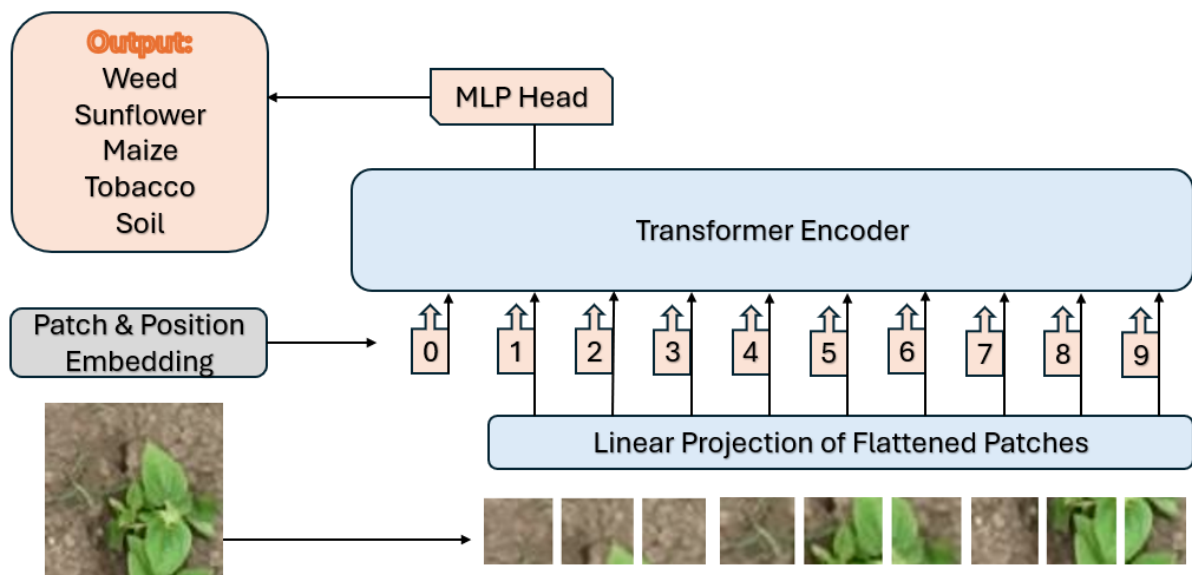 Output:
Weed
Sunflower
Maize
Tobacco
Soil
MLP Head
Transformer Encoder
Patch & Position
Embedding
0 1 2 3 4 5 6 7 8 9
Linear Projection of Flattened Patches